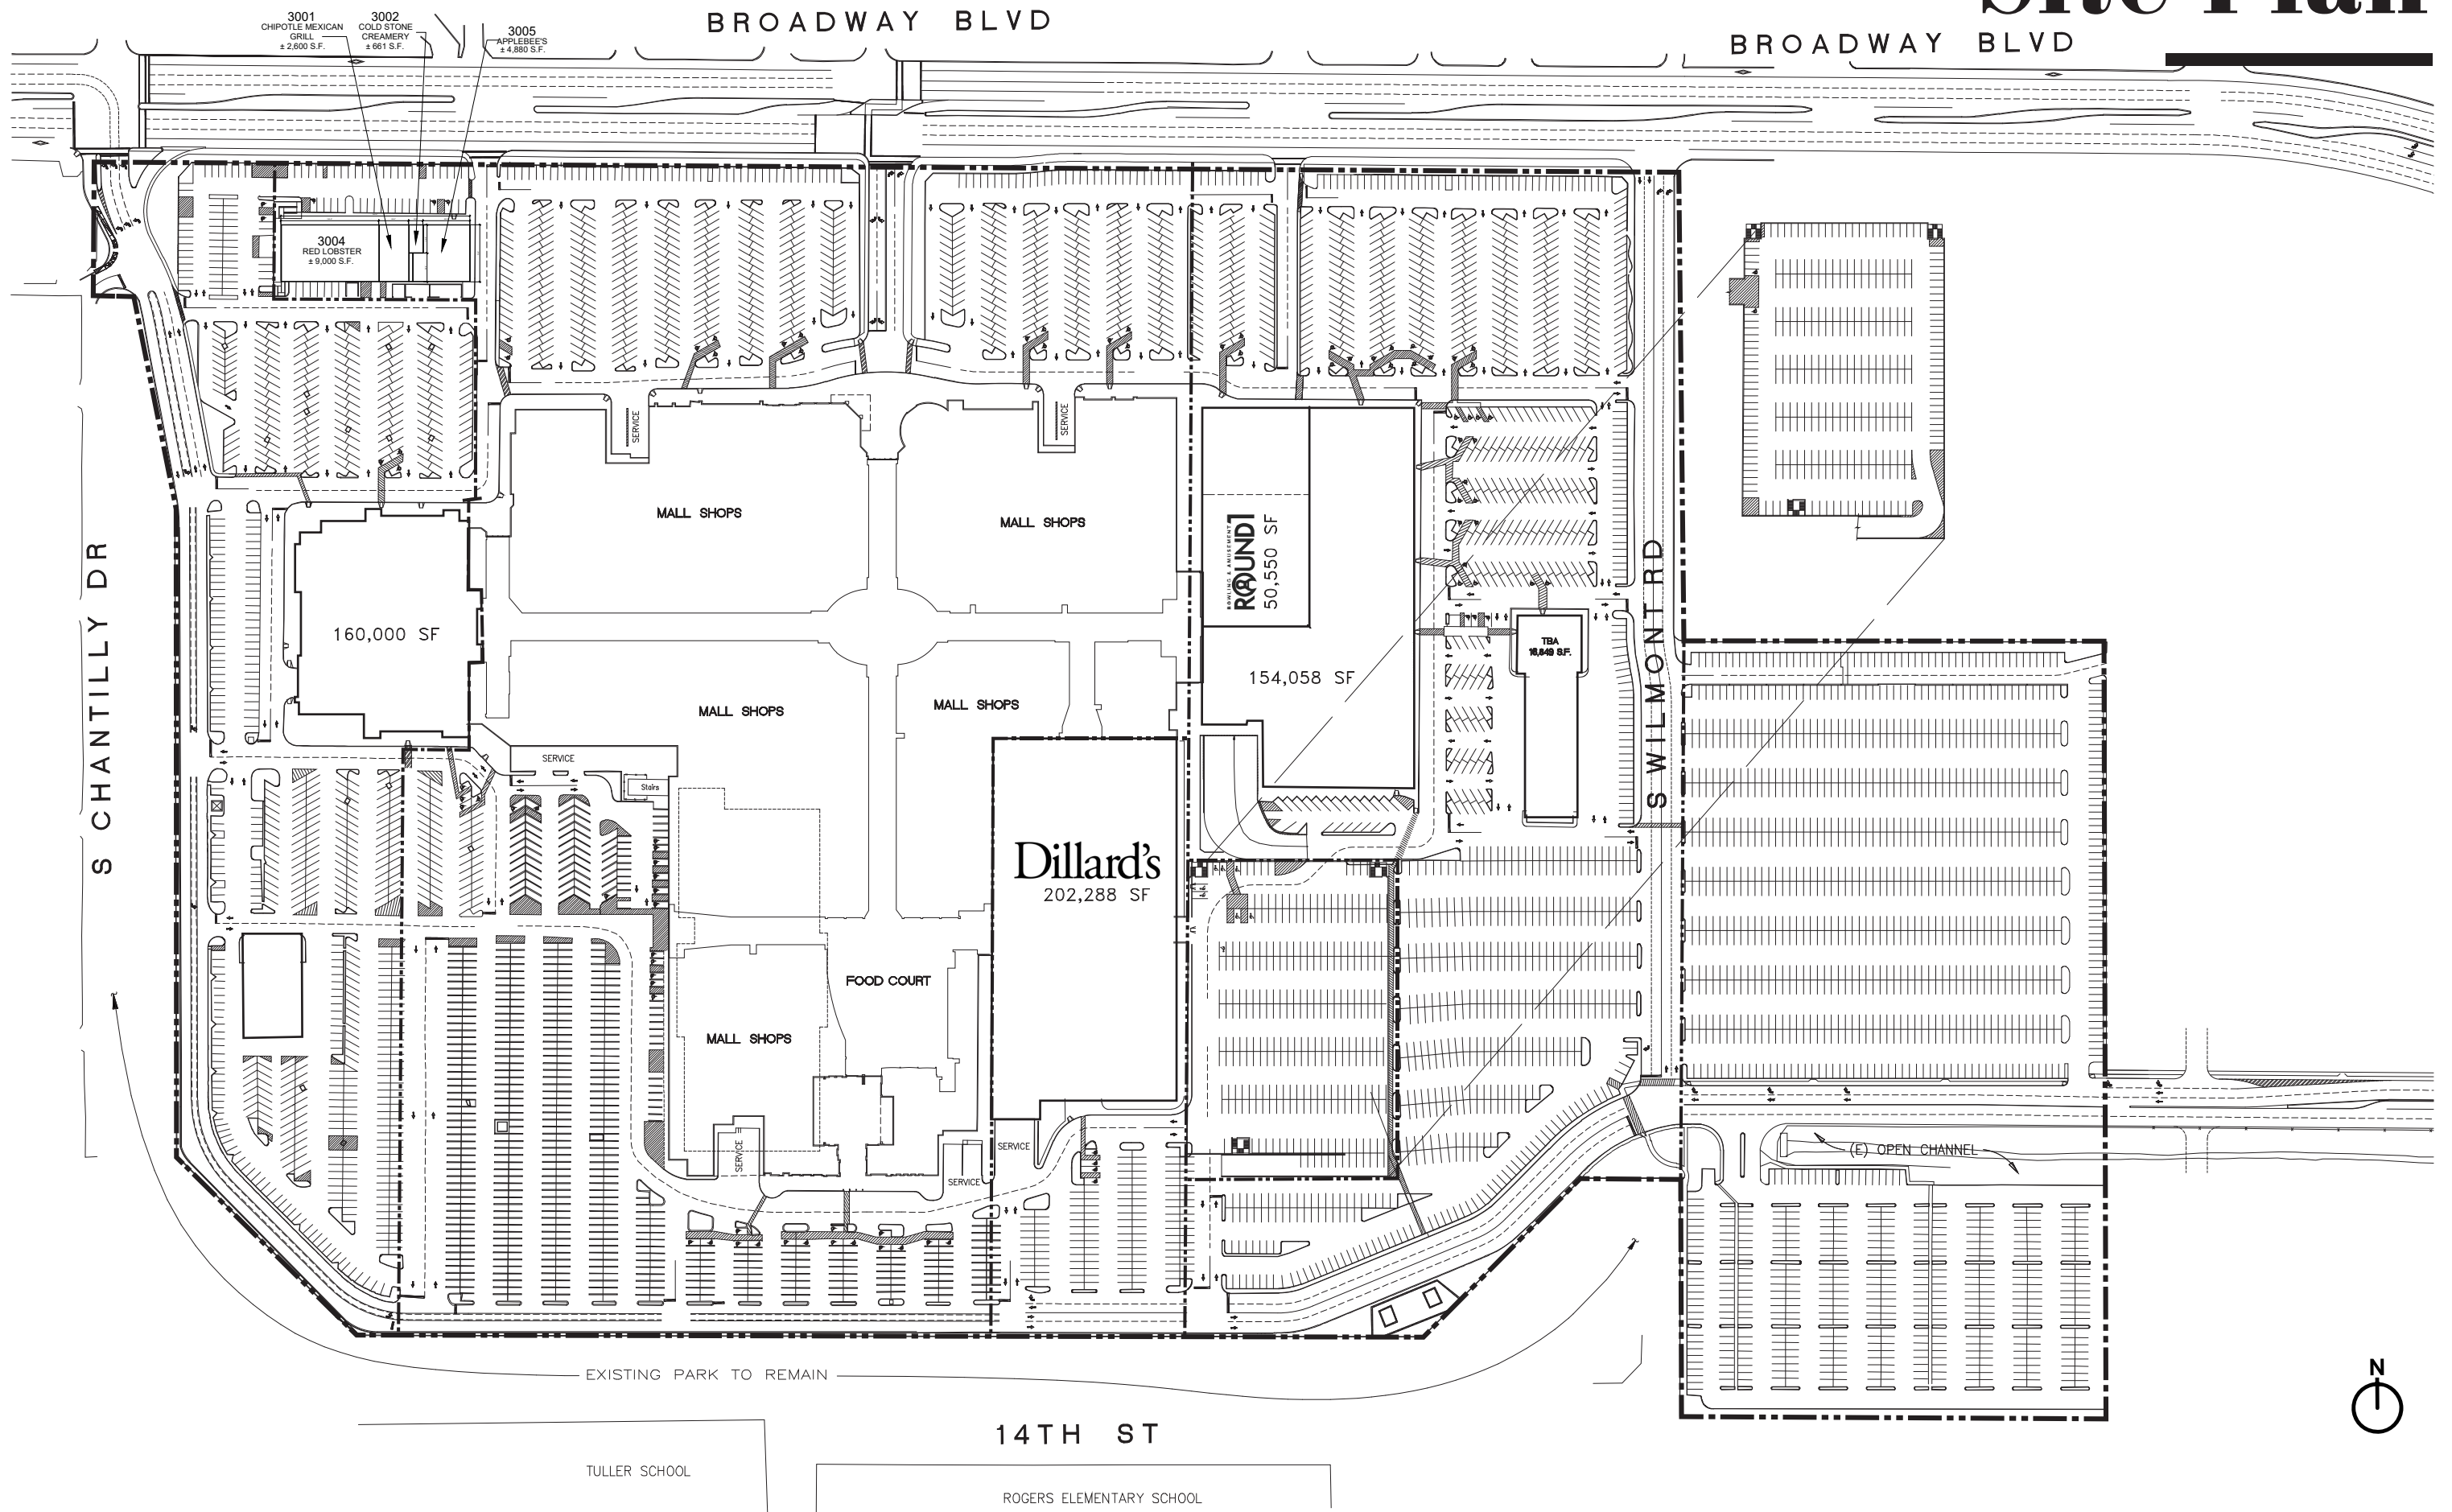 Site Plan
3001
CHIPOTLE MEXICAN
GRILL
± 2,600 S.F.
3002
COLD STONE
CREAMERY
± 661 S.F.
3005
APPLEBEE'S
± 4,880 S.F.
BROADWAY BLVD
BROADWAY BLVD
3004
RED LOBSTER
± 9,000 S.F.
SERVICE
SERVICE
MALL SHOPS
MALL SHOPS
BOWLING & AMUSEMENT
ROUND1
50,550 SF
S CHANTILLY DR
160,000 SF
S WILMONT RD
TBA
16,849 S.F.
154,058 SF
MALL SHOPS
MALL SHOPS
SERVICE
Stairs
Dillard's
202,288 SF
FOOD COURT
MALL SHOPS
SERVICE
SERVICE
SERVICE
(E) OPEN CHANNEL
EXISTING PARK TO REMAIN
N
14TH ST
TULLER SCHOOL
ROGERS ELEMENTARY SCHOOL